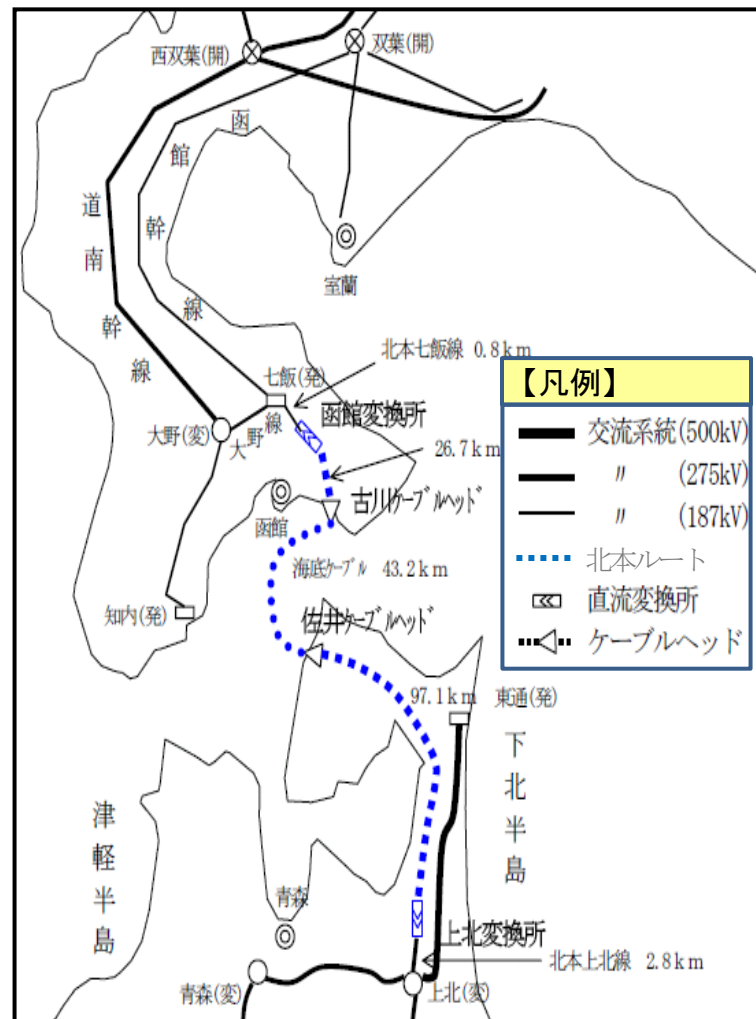 西双葉(開)
双葉(開)
函館幹線
道南幹線
室蘭
北本七飯線 0.8km
七飯(発)
函館変換所
大野(変)
大野線
26.7km
古川ケーブルヘッド
函館
海底ケーブル 43.2km
知内(発)
佐井ケーブルヘッド
97.1km
東通(発)
下北半島
津軽半島
青森
上北変換所
北本上北線 2.8km
青森(変)
上北(変)
【凡例】
交流系統(500kV)
〃 (275kV)
〃 (187kV)
北本ルート
直流変換所
ケーブルヘッド